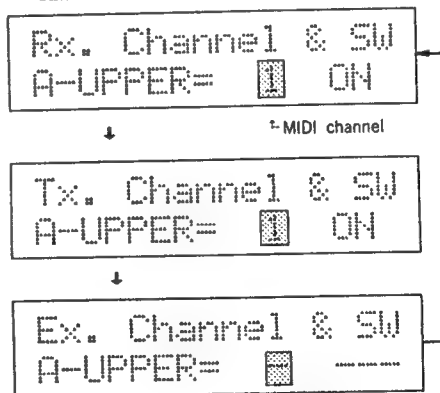 Rx. Channel & SW
A-UPPER= 1 ON
MIDI channel
Tx. Channel & SW
A-UPPER= 1 ON
Ex. Channel & SW
A-UPPER= - ----